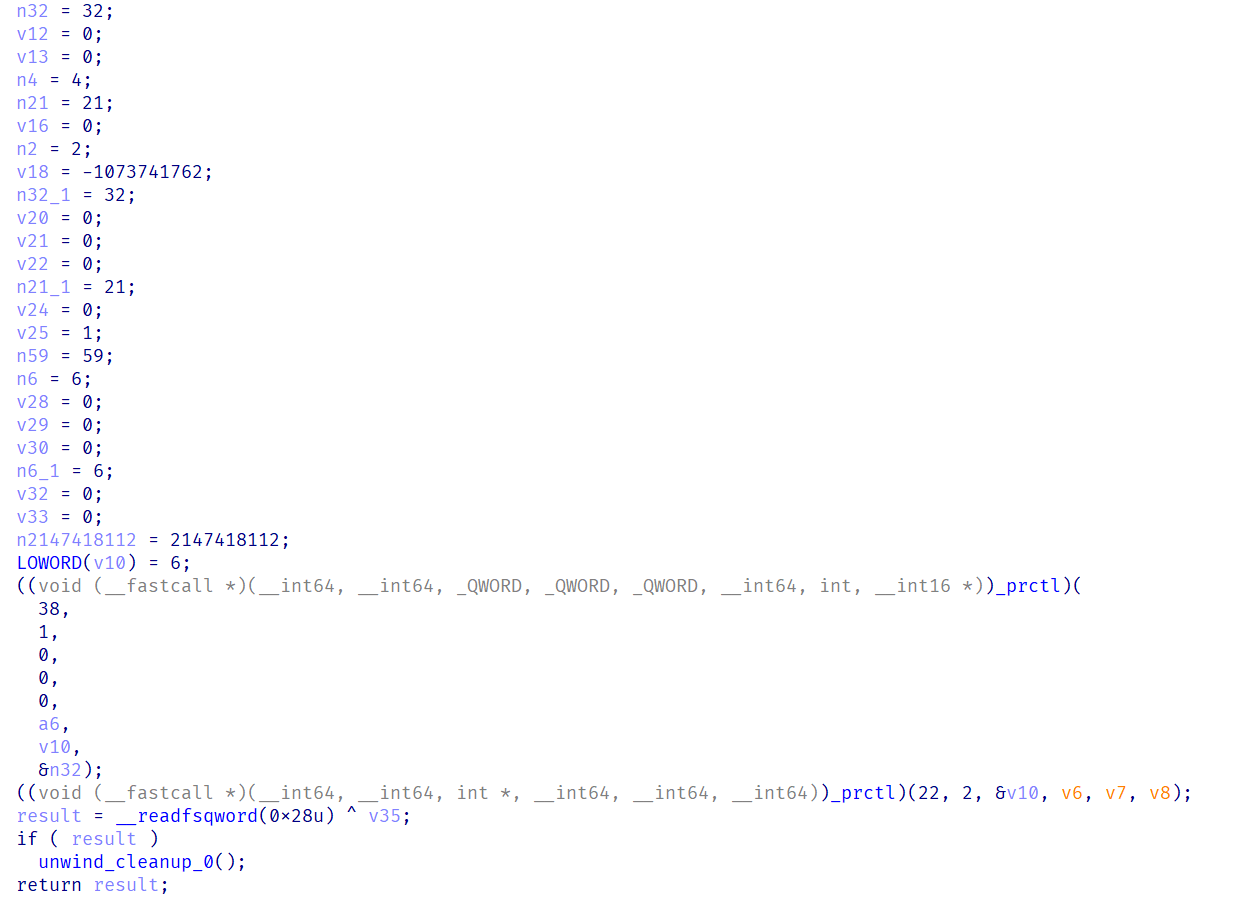 n32 = 32;
v12 = 0;
v13 = 0;
n4 = 4;
n21 = 21;
v16 = 0;
n2 = 2;
v18 = -1073741762;
n32_1 = 32;
v20 = 0;
v21 = 0;
v22 = 0;
n21_1 = 21;
v24 = 0;
v25 = 1;
n59 = 59;
n6 = 6;
v28 = 0;
v29 = 0;
v30 = 0;
n6_1 = 6;
v32 = 0;
v33 = 0;
n2147418112 = 2147418112;
LOWORD(v10) = 6;
((void (__fastcall *)(__int64, __int64, _QWORD, _QWORD, _QWORD, __int64, int, __int16 *))_prctl)(
38,
1,
0,
0,
0,
a6,
v10,
&n32);
((void (__fastcall *)(__int64, __int64, int *, __int64, __int64, __int64))_prctl)(22, 2, &v10, v6, v7, v8);
result = __readfsqword(0x28u) ^ v35;
if ( result )
unwind_cleanup_0();
return result;